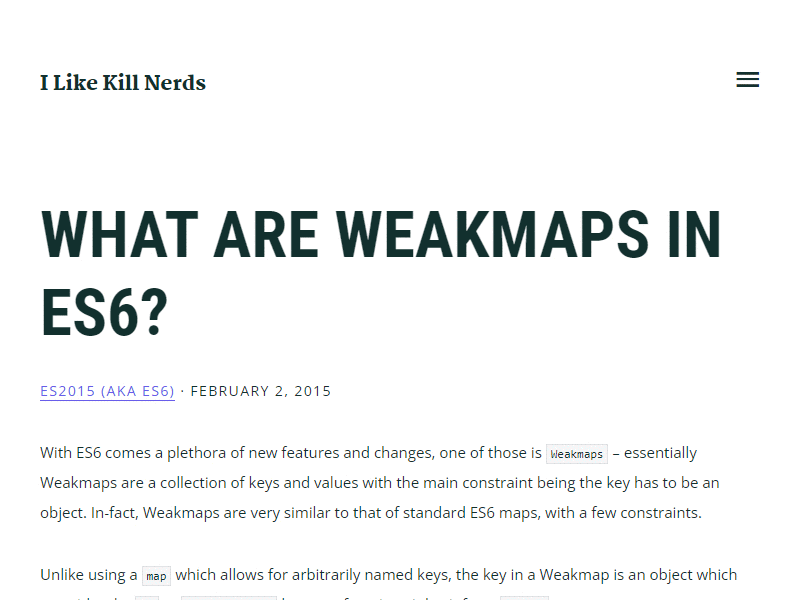 I Like Kill Nerds
WHAT ARE WEAKMAPS IN
ES6?
ES2015 (AKA ES6) · FEBRUARY 2, 2015
With ES6 comes a plethora of new features and changes, one of those is Weakmaps – essentially
Weakmaps are a collection of keys and values with the main constraint being the key has to be an
object. In-fact, Weakmaps are very similar to that of standard ES6 maps, with a few constraints.
Unlike using a map which allows for arbitrarily named keys, the key in a Weakmap is an object which